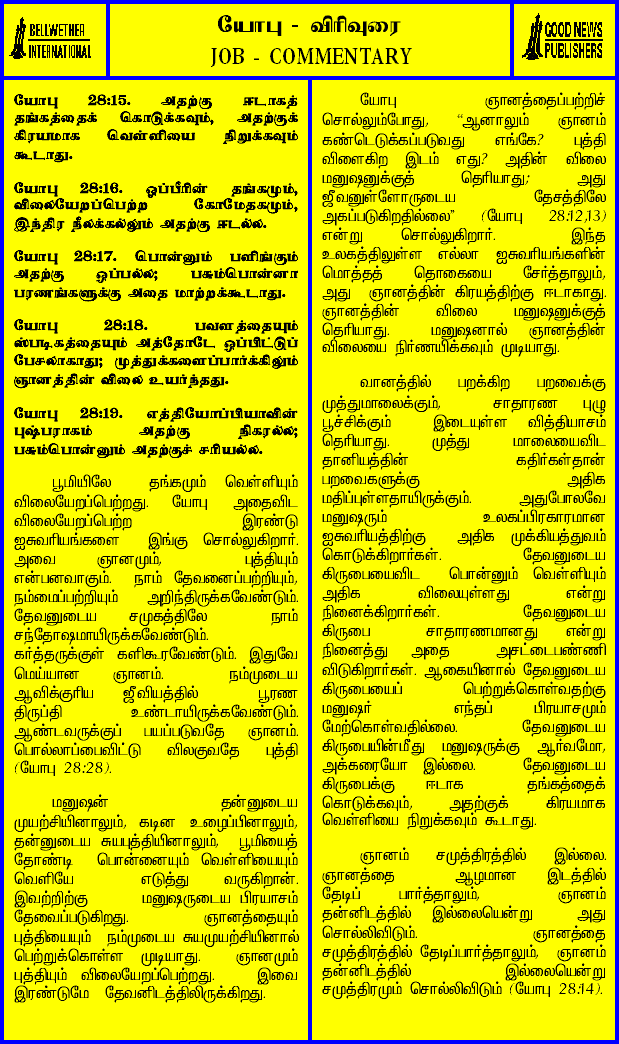 BELLWETHER
INTERNATIONAL
யோபு - விரிவுரை
JOB - COMMENTARY
GOOD NEWS
PUBLISHERS
யோபு 28:15. அதற்கு ஈடாகத்
தங்கத்தைக் கொடுக்கவும், அதற்குக்
கிரயமாக வெள்ளியை நிறுக்கவும்
கூடாது.
யோபு 28:16. ஓப்பீரின் தங்கமும்,
விலையேறப்பெற்ற கோமேதகமும்,
இந்திர நீலக்கல்லும் அதற்கு ஈடல்ல.
யோபு 28:17. பொன்னும் பளிங்கும்
அதற்கு ஒப்பல்ல; பசும்பொன்னா
பரணங்களுக்கு அதை மாற்றக்கூடாது.
யோபு 28:18. பவளத்தையும்
ஸ்படிகத்தையும் அத்தோடே ஒப்பிட்டுப்
பேசலாகாது; முத்துக்களைப்பார்க்கிலும்
ஞானத்தின் விலை உயர்ந்தது.
யோபு 28:19. எத்தியோப்பியாவின்
புஷ்பராகம் அதற்கு நிகரல்ல;
பசும்பொன்னும் அதற்குச் சரியல்ல.
பூமியிலே தங்கமும் வெள்ளியும்
விலையேறப்பெற்றது. யோபு அதைவிட
விலையேறப்பெற்ற இரண்டு
ஐசுவரியங்களை இங்கு சொல்லுகிறார்.
அவை ஞானமும், புத்தியும்
என்பனவாகும். நாம் தேவனைப்பற்றியும்,
நம்மைப்பற்றியும் அறிந்திருக்கவேண்டும்.
தேவனுடைய சமுகத்திலே நாம்
சந்தோஷமாயிருக்கவேண்டும்.
கர்த்தருக்குள் களிகூரவேண்டும். இதுவே
மெய்யான ஞானம். நம்முடைய
ஆவிக்குரிய ஜீவியத்தில் பூரண
திருப்தி உண்டாயிருக்கவேண்டும்.
ஆண்டவருக்குப் பயப்படுவதே ஞானம்.
பொல்லாப்பைவிட்டு விலகுவதே புத்தி
(யோபு 28:28).
மனுஷன் தன்னுடைய
முயற்சியினாலும், கடின உழைப்பினாலும்,
தன்னுடைய சுயபுத்தியினாலும், பூமியைத்
தோண்டி பொன்னையும் வெள்ளியையும்
வெளியே எடுத்து வருகிறான்.
இவற்றிற்கு மனுஷருடைய பிரயாசம்
தேவைப்படுகிறது. ஞானத்தையும்
புத்தியையும் நம்முடைய சுயமுயற்சியினால்
பெற்றுக்கொள்ள முடியாது. ஞானமும்
புத்தியும் விலையேறப்பெற்றது. இவை
இரண்டுமே தேவனிடத்திலிருக்கிறது.
யோபு ஞானத்தைப்பற்றிச்
சொல்லும்போது, “ஆனாலும் ஞானம்
கண்டெடுக்கப்படுவது எங்கே? புத்தி
விளைகிற இடம் எது? அதின் விலை
மனுஷனுக்குத் தெரியாது; அது
ஜீவனுள்ளோருடைய தேசத்திலே
அகப்படுகிறதில்லை” (யோபு 28:12,13)
என்று சொல்லுகிறார். இந்த
உலகத்திலுள்ள எல்லா ஐசுவரியங்களின்
மொத்தத் தொகையை சேர்த்தாலும்,
அது ஞானத்தின் கிரயத்திற்கு ஈடாகாது.
ஞானத்தின் விலை மனுஷனுக்குத்
தெரியாது. மனுஷனால் ஞானத்தின்
விலையை நிர்ணயிக்கவும் முடியாது.
வானத்தில் பறக்கிற பறவைக்கு
முத்துமாலைக்கும், சாதாரண புழு
பூச்சிக்கும் இடையுள்ள வித்தியாசம்
தெரியாது. முத்து மாலையைவிட
தானியத்தின் கதிர்கள்தான்
பறவைகளுக்கு அதிக
மதிப்புள்ளதாயிருக்கும். அதுபோலவே
மனுஷரும் உலகப்பிரகாரமான
ஐசுவரியத்திற்கு அதிக முக்கியத்துவம்
கொடுக்கிறார்கள். தேவனுடைய
கிருபையைவிட பொன்னும் வெள்ளியும்
அதிக விலையுள்ளது என்று
நினைக்கிறார்கள். தேவனுடைய
கிருபை சாதாரணமானது என்று
நினைத்து அதை அசட்டைபண்ணி
விடுகிறார்கள். ஆகையினால் தேவனுடைய
கிருபையைப் பெற்றுக்கொள்வதற்கு
மனுஷர் எந்தப் பிரயாசமும்
மேற்கொள்வதில்லை. தேவனுடைய
கிருபையின்மீது மனுஷருக்கு ஆர்வமோ,
அக்கரையோ இல்லை. தேவனுடைய
கிருபைக்கு ஈடாக தங்கத்தைக்
கொடுக்கவும், அதற்குக் கிரயமாக
வெள்ளியை நிறுக்கவும் கூடாது.
ஞானம் சமுத்திரத்தில் இல்லை.
ஞானத்தை ஆழமான இடத்தில்
தேடிப் பார்த்தாலும், ஞானம்
தன்னிடத்தில் இல்லையென்று அது
சொல்லிவிடும். ஞானத்தை
சமுத்திரத்தில் தேடிப்பார்த்தாலும், ஞானம்
தன்னிடத்தில் இல்லையென்று
சமுத்திரமும் சொல்லிவிடும் (யோபு 28:14).